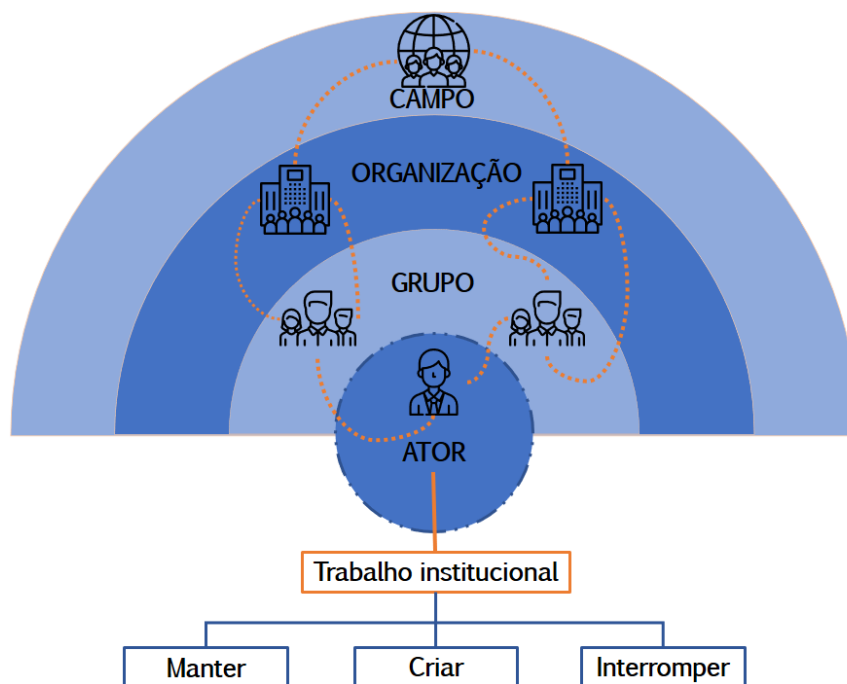 CAMPO
ORGANIZAÇÃO
GRUPO
ATOR
Trabalho institucional
Manter
Criar
Interromper